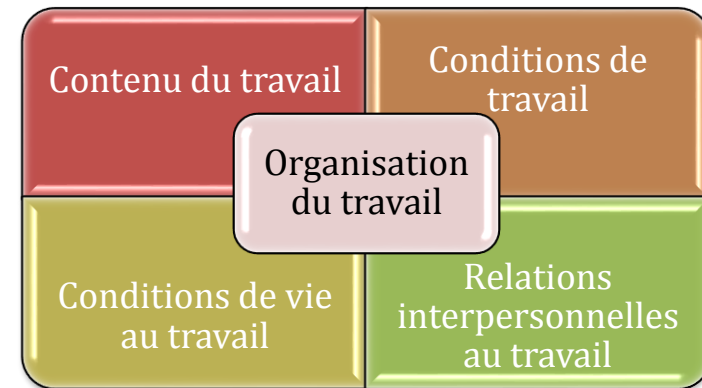 Contenu du travail
Conditions de
travail
Organisation
du travail
Conditions de vie
au travail
Relations
interpersonnelles
au travail